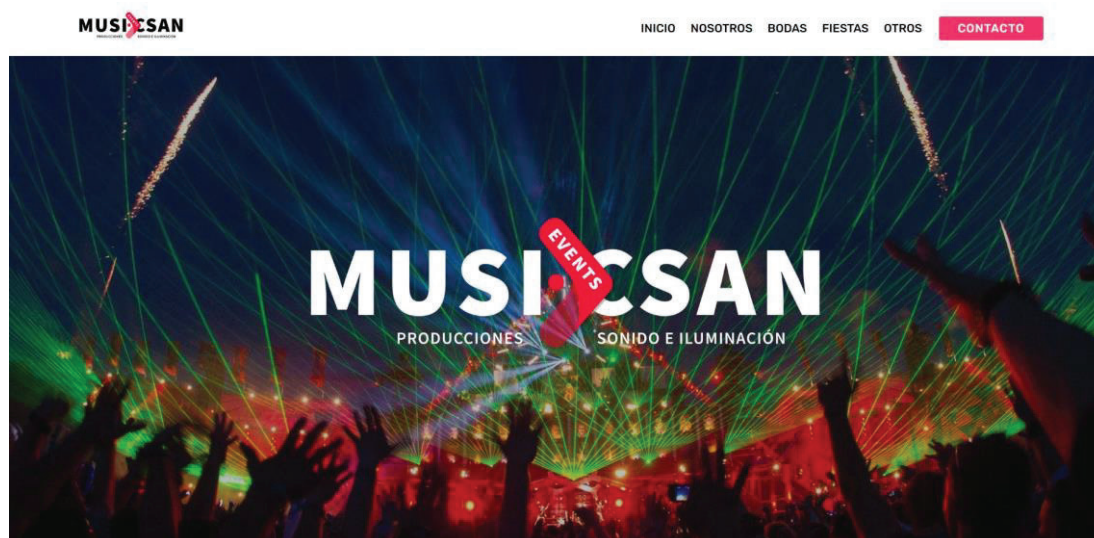 MUSICSAN
INICIO NOSOTROS BODAS FIESTAS OTROS CONTACTO
EVENTS
MUSICSAN
PRODUCCIONES SONIDO E ILUMINACIÓN